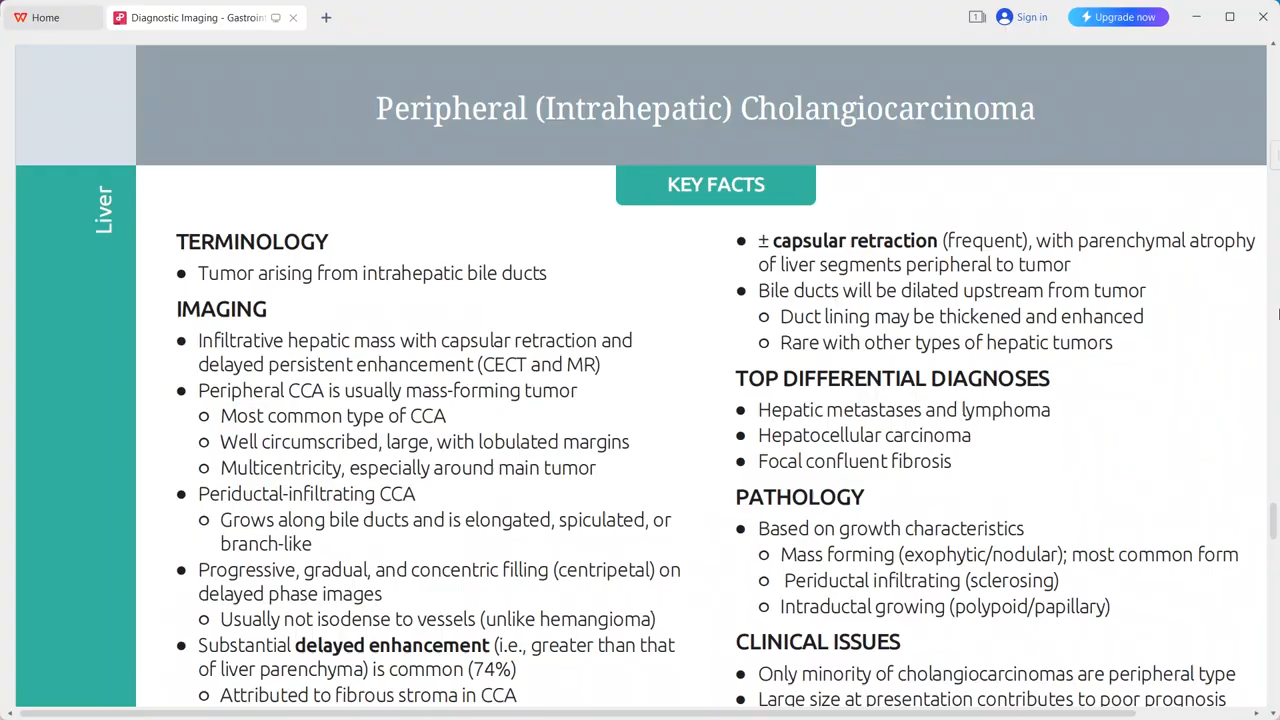 Home
Diagnostic Imaging - Gastroint
1
Sign in
Upgrade now
Peripheral (Intrahepatic) Cholangiocarcinoma
Liver
KEY FACTS
TERMINOLOGY
● Tumor arising from intrahepatic bile ducts
IMAGING
● Infiltrative hepatic mass with capsular retraction and
delayed persistent enhancement (CECT and MR)
● Peripheral CCA is usually mass-forming tumor
○ Most common type of CCA
○ Well circumscribed, large, with lobulated margins
○ Multicentricity, especially around main tumor
● Periductal-infiltrating CCA
○ Grows along bile ducts and is elongated, spiculated, or
branch-like
● Progressive, gradual, and concentric filling (centripetal) on
delayed phase images
○ Usually not isodense to vessels (unlike hemangioma)
● Substantial delayed enhancement (i.e., greater than that
of liver parenchyma) is common (74%)
○ Attributed to fibrous stroma in CCA
● ± capsular retraction (frequent), with parenchymal atrophy
of liver segments peripheral to tumor
● Bile ducts will be dilated upstream from tumor
○ Duct lining may be thickened and enhanced
○ Rare with other types of hepatic tumors
TOP DIFFERENTIAL DIAGNOSES
● Hepatic metastases and lymphoma
● Hepatocellular carcinoma
● Focal confluent fibrosis
PATHOLOGY
● Based on growth characteristics
○ Mass forming (exophytic/nodular); most common form
○ Periductal infiltrating (sclerosing)
○ Intraductal growing (polypoid/papillary)
CLINICAL ISSUES
● Only minority of cholangiocarcinomas are peripheral type
● Large size at presentation contributes to poor prognosis